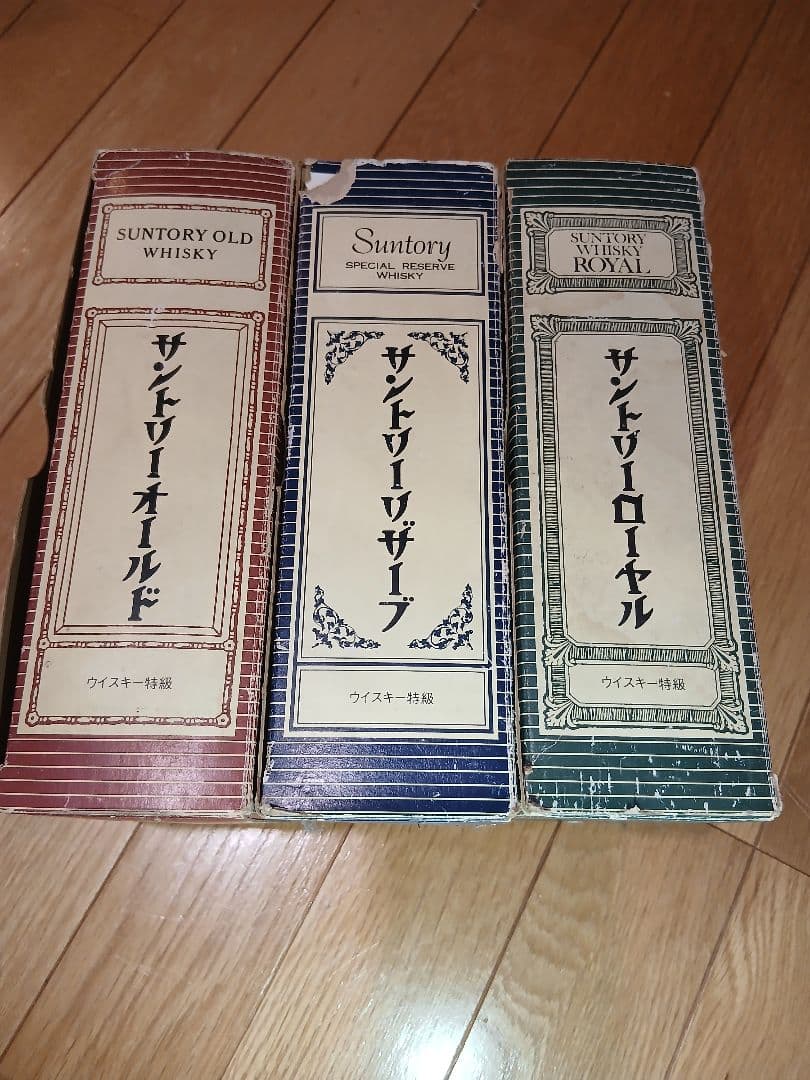 SUNTORY OLD
WHISKY
サントリーオールド
ウイスキー特級
Suntory
SPECIAL RESERVE
WHISKY
サントリーリザーブ
ウイスキー特級
SUNTORY
WHISKY
ROYAL
サントリーローヤル
ウイスキー特級